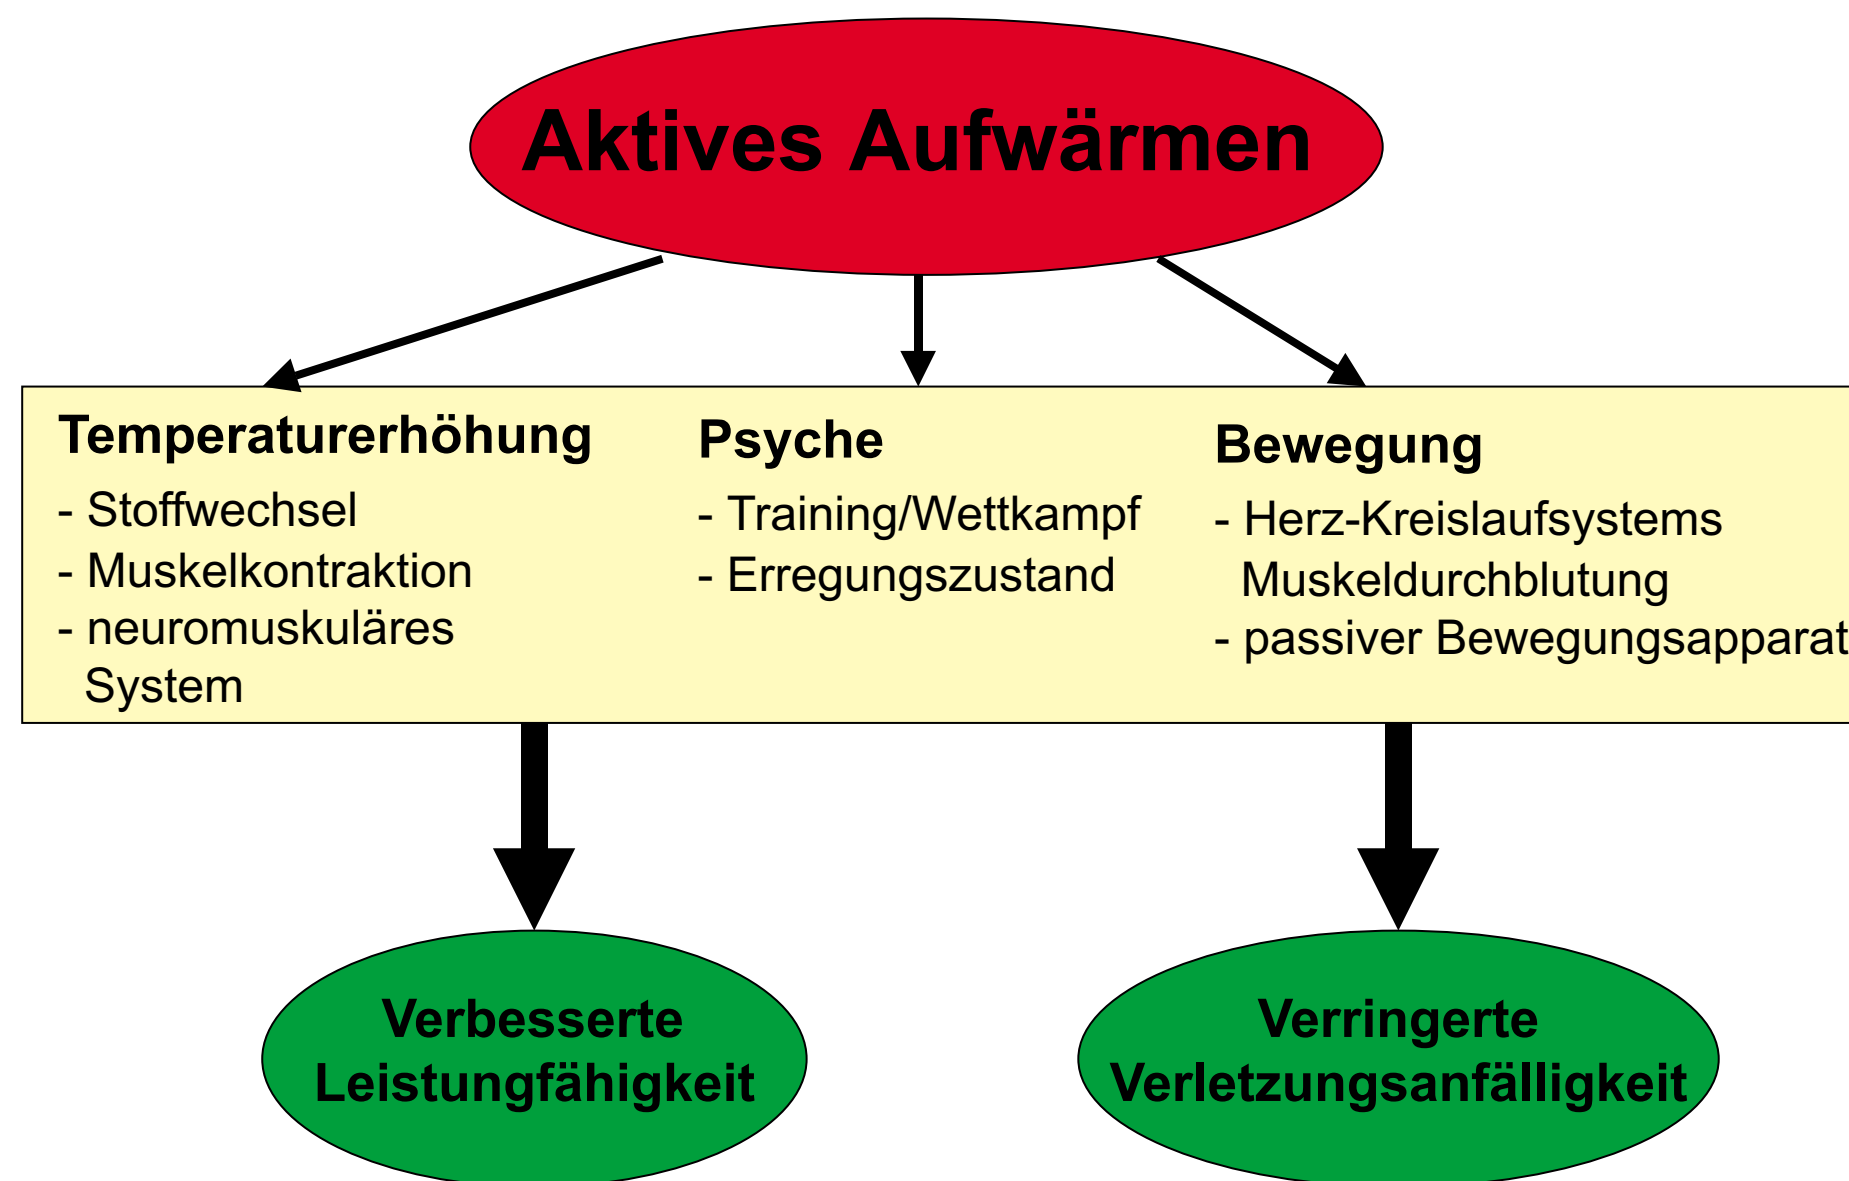 Aktives Aufwärmen
Temperaturerhöhung
- Stoffwechsel
- Muskelkontraktion
- neuromuskuläres
System
Psyche
- Training/Wettkampf
- Erregungszustand
Bewegung
- Herz-Kreislaufsystems
Muskeldurchblutung
- passiver Bewegungsapparat
Verbesserte
Leistungfähigkeit
Verringerte
Verletzungsanfälligkeit